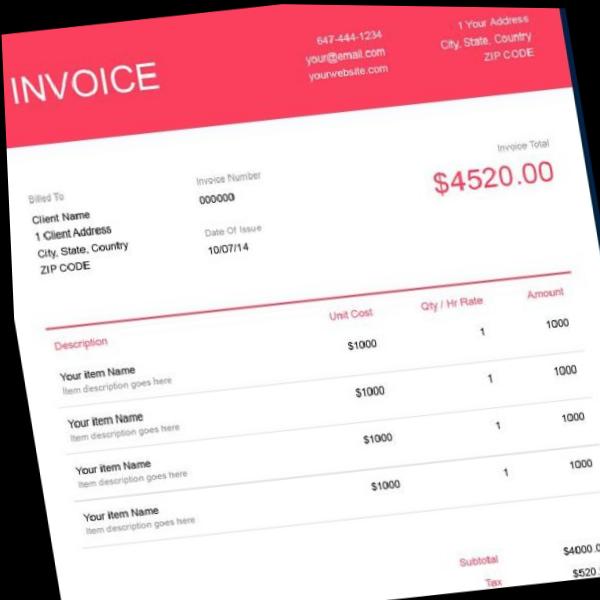 INVOICE
647-444-1234
your@email.com
yourwebsite.com
1 Your Address
City, State, Country
ZIP CODE
Billed To
Client Name
1 Client Address
City, State, Country
ZIP CODE
Invoice Number
000000
Date Of Issue
10/07/14
Invoice Total
$4520.00
Description Unit Cost Qty / Hr Rate Amount
Your item Name $1000 1 1000
Item description goes here
Your item Name $1000 1 1000
Item description goes here
Your item Name $1000 1 1000
Item description goes here
Your item Name $1000 1 1000
Item description goes here
Subtotal $4000.0
Tax $520.